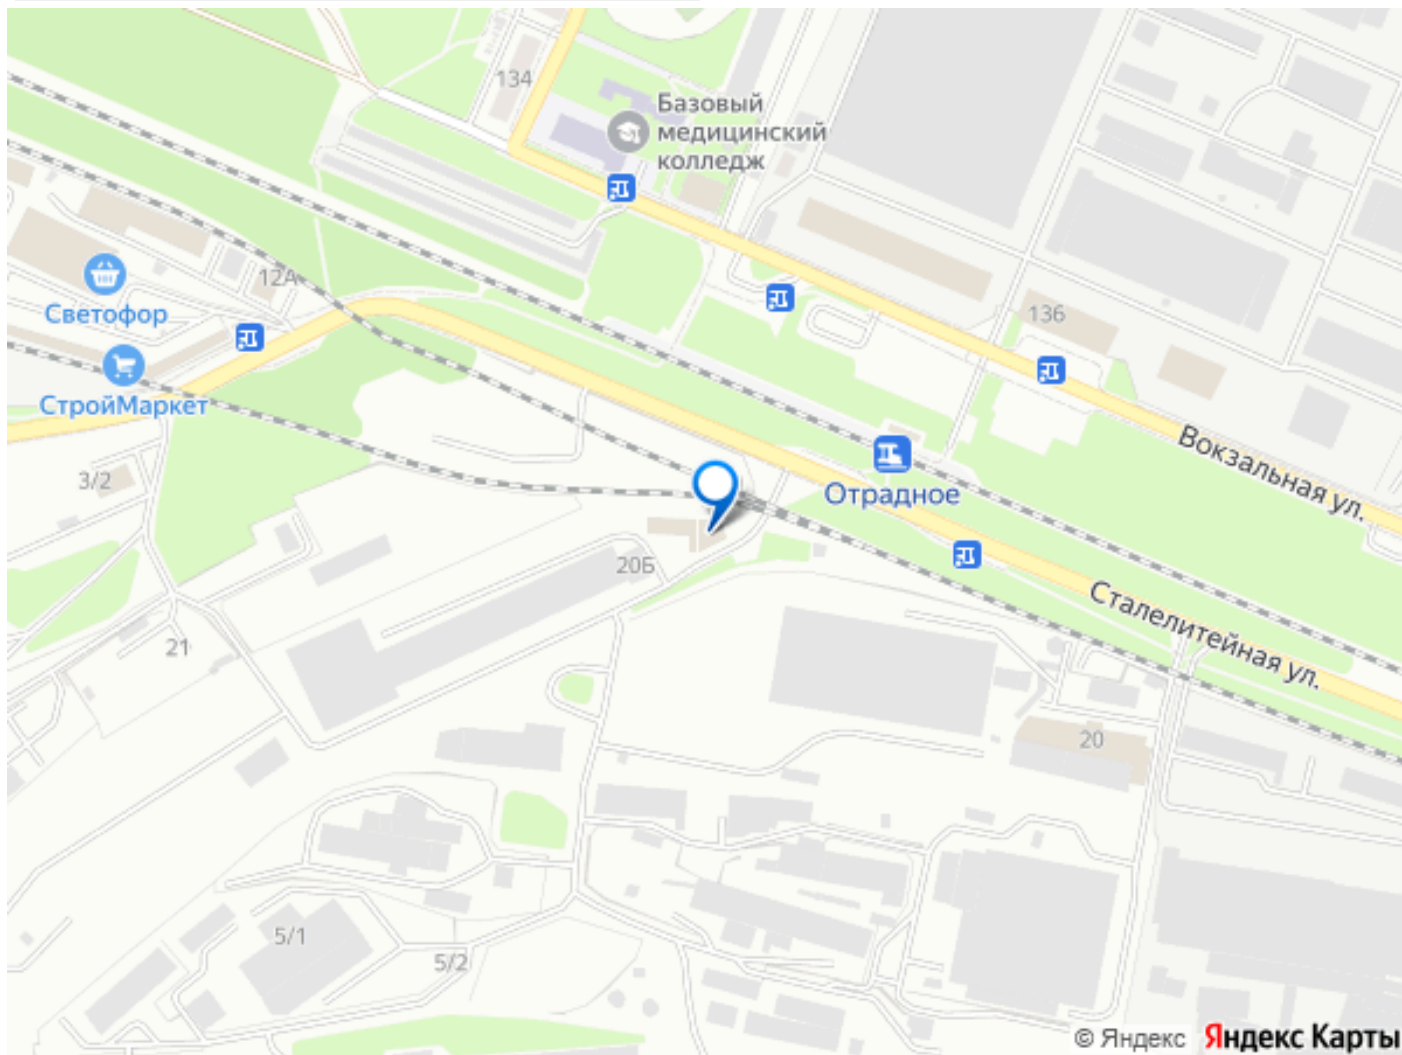 134
Базовый
медицинский
колледж
12А
Светофор
136
СтройМаркет
Вокзальная ул.
3/2
Отрадное
20Б
Сталелитейная ул.
21
20
5/1
5/2
© Яндекс Яндекс Карты